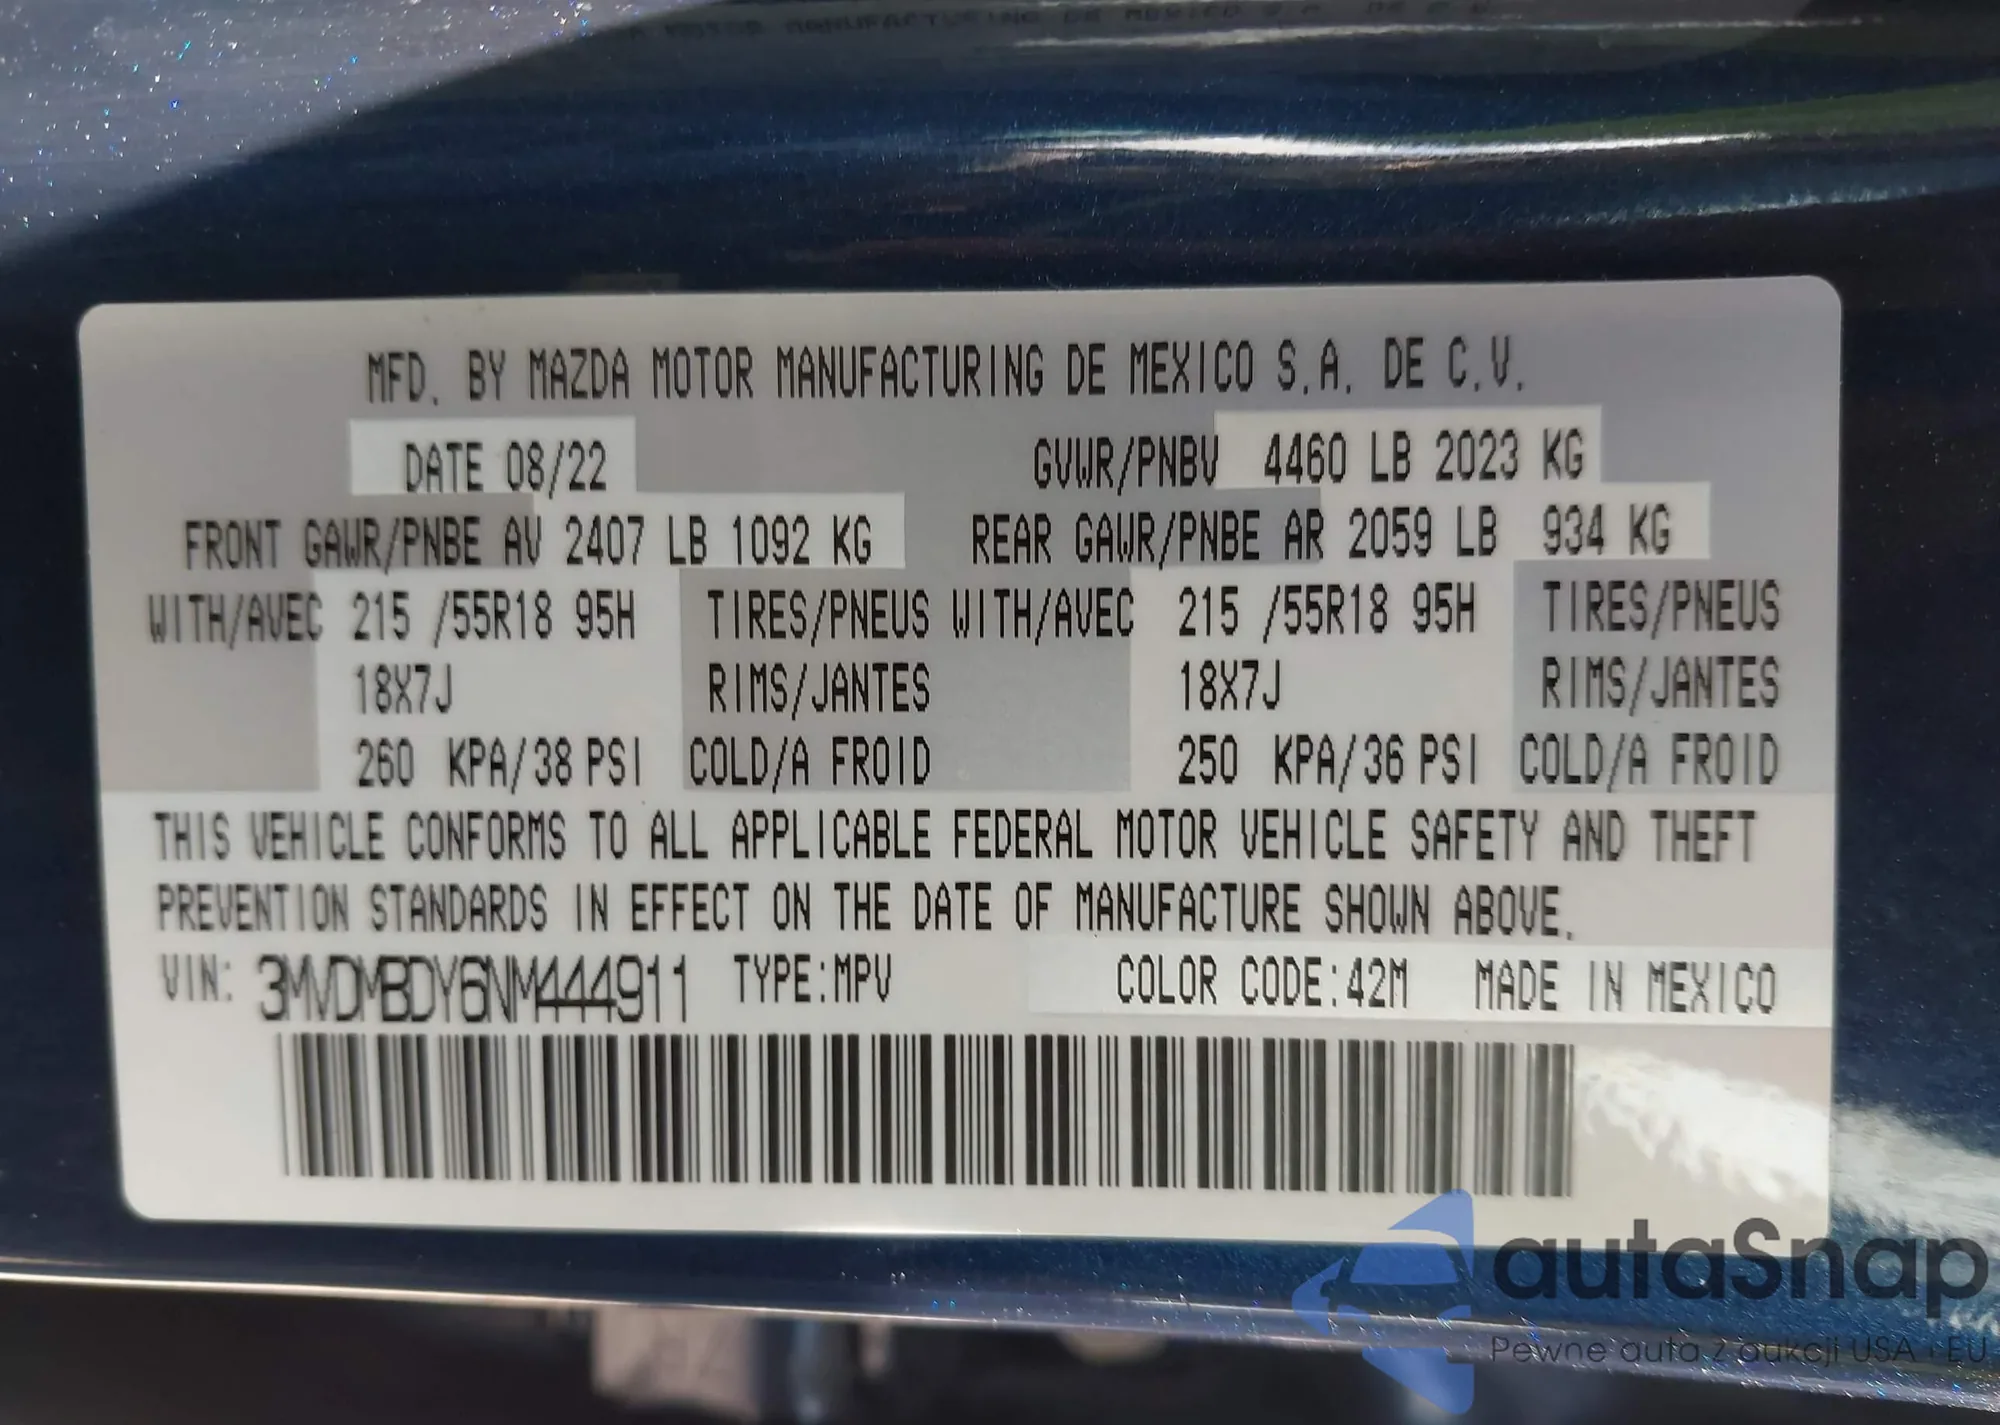 MFD. BY MAZDA MOTOR MANUFACTURING DE MEXICO S.A. DE C.V.
DATE 08/22 GVWR/PNBV 4460 LB 2023 KG
FRONT GAWR/PNBE AV 2407 LB 1092 KG REAR GAWR/PNBE AR 2059 LB 934 KG
WITH/AVEC 215 /55R18 95H TIRES/PNEUS WITH/AVEC 215 /55R18 95H TIRES/PNEUS
18X7J RIMS/JANTES 18X7J RIMS/JANTES
260 KPA/38 PSI COLD/A FROID 250 KPA/36 PSI COLD/A FROID
THIS VEHICLE CONFORMS TO ALL APPLICABLE FEDERAL MOTOR VEHICLE SAFETY AND THEFT
PREVENTION STANDARDS IN EFFECT ON THE DATE OF MANUFACTURE SHOWN ABOVE.
VIN: 3MVDMBDY6NM444911 TYPE:MPV COLOR CODE:42M MADE IN MEXICO
autaSnap
Pewne auta z aukcji USA i EU